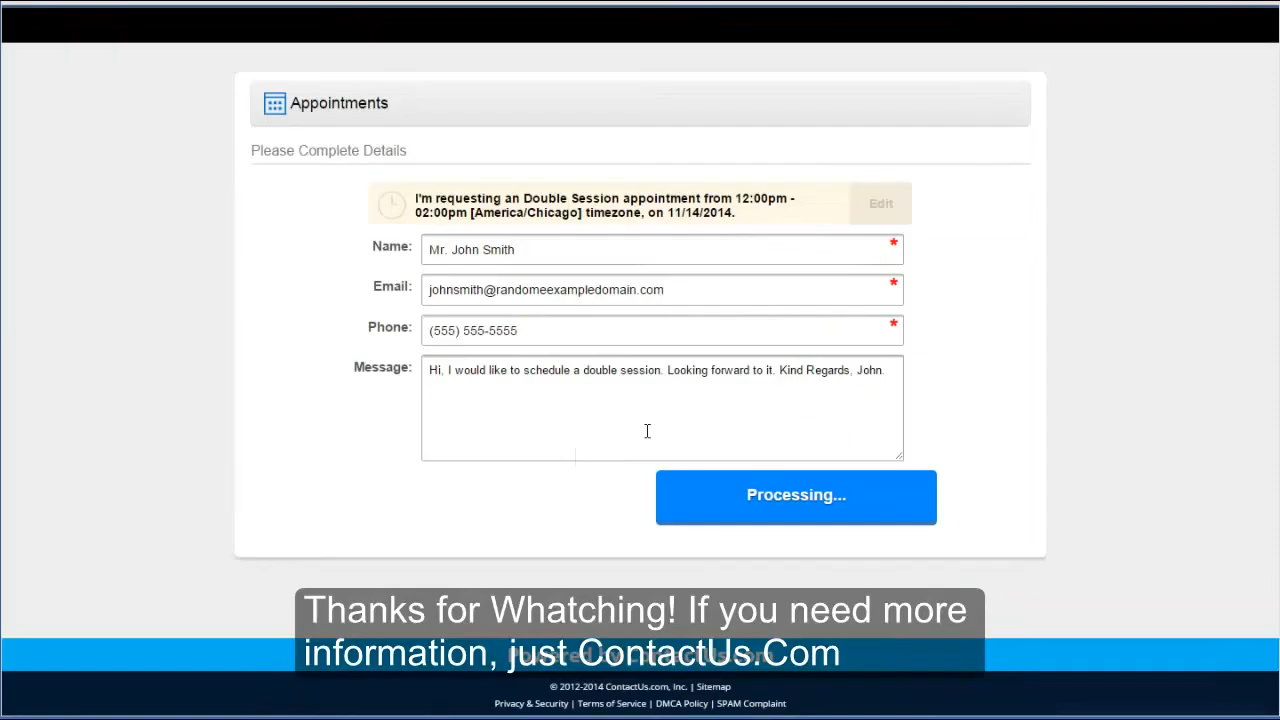 Appointments
Please Complete Details
I'm requesting an Double Session appointment from 12:00pm -
02:00pm [America/Chicago] timezone, on 11/14/2014.
Edit
Name:
Mr. John Smith
*
Email:
johnsmith@randomeexampledomain.com
*
Phone:
(555) 555-5555
*
Message:
Hi, I would like to schedule a double session. Looking forward to it. Kind Regards, John.
Processing...
Thanks for Whatching! If you need more
information, just ContactUs.Com
Powered by ContactUs.com
© 2012-2014 ContactUs.com, Inc. | Sitemap
Privacy & Security | Terms of Service | DMCA Policy | SPAM Complaint